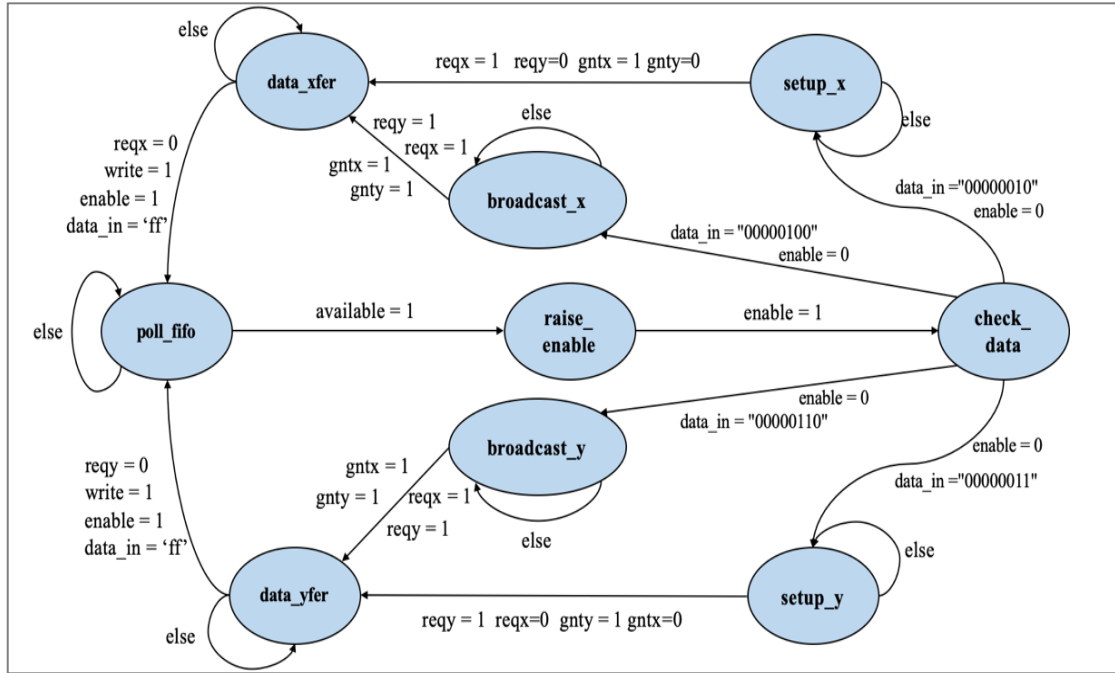 else
data_xfer
reqx = 1 reqy=0 gntx = 1 gnty=0
setup_x
else
reqy = 1
reqx = 1
gntx = 1
gnty = 1
else
broadcast_x
reqx = 0
write = 1
enable = 1
data_in = ‘ff’
data_in ="00000010"
enable = 0
data_in = "00000100"
enable = 0
else
poll_fifo
available = 1
raise_
enable
enable = 1
check_
data
enable = 0
data_in = "00000110"
broadcast_y
else
gntx = 1
gnty = 1
reqx = 1
reqy = 1
enable = 0
data_in ="00000011"
reqy = 0
write = 1
enable = 1
data_in = ‘ff’
data_yfer
else
reqy = 1 reqx=0 gnty = 1 gntx=0
setup_y
else